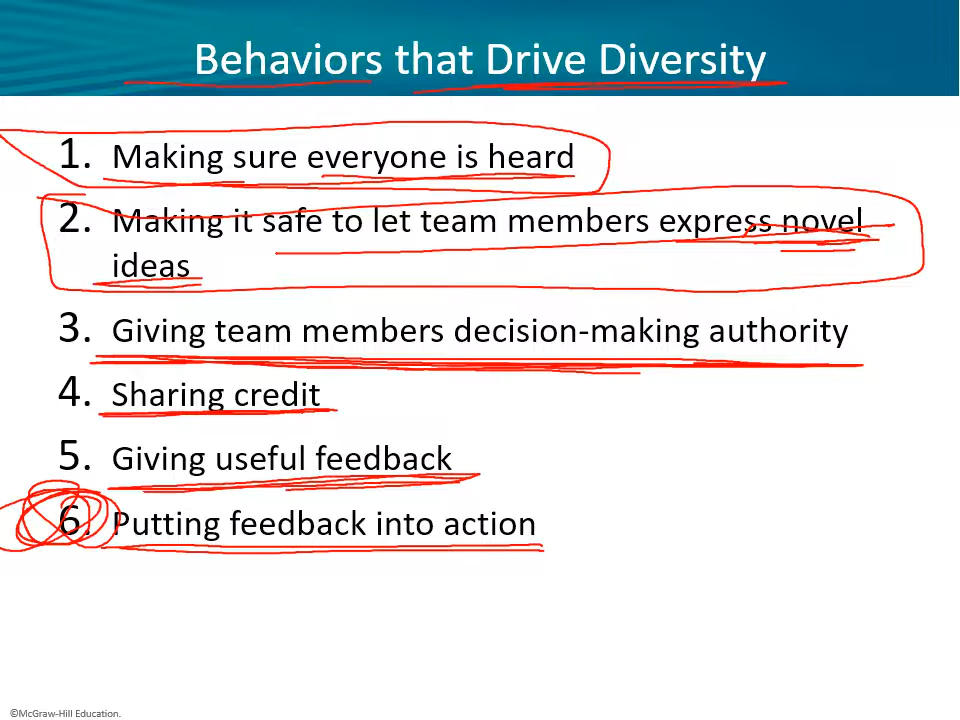 Behaviors that Drive Diversity
1. Making sure everyone is heard
2. Making it safe to let team members express novel
ideas
3. Giving team members decision-making authority
4. Sharing credit
5. Giving useful feedback
6. Putting feedback into action
©McGraw-Hill Education.